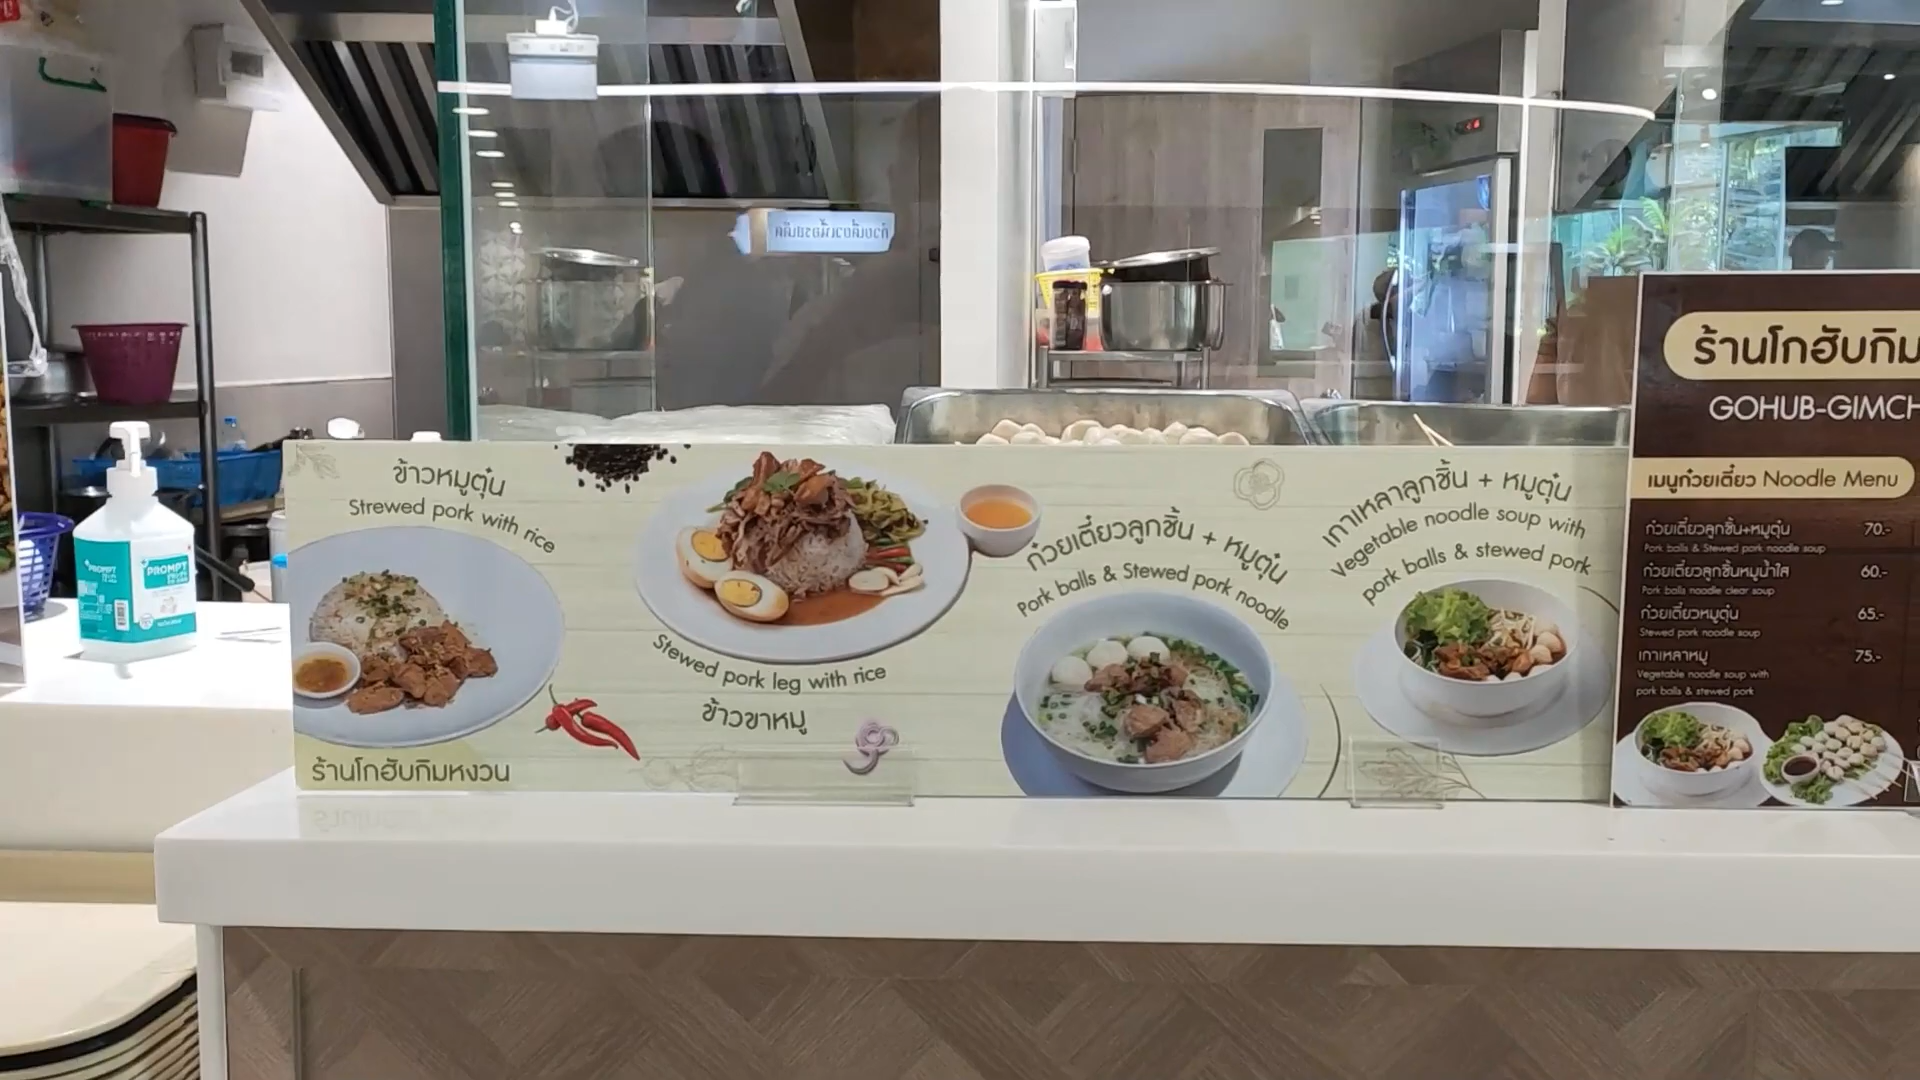 ข้าวหมูตุ๋น
Strewed pork with rice
ร้านโกฮับกิมหงวน
Stewed pork leg with rice
ข้าวขาหมู
ก๋วยเตี๋ยวลูกชิ้น + หมูตุ๋น
Pork balls & Stewed pork noodle
เกาเหลาลูกชิ้น + หมูตุ๋น
Vegetable noodle soup with
pork balls & stewed pork
ร้านโกฮับกิม
GOHUB-GIMCH
เมนูก๋วยเตี๋ยว Noodle Menu
ก๋วยเตี๋ยวลูกชิ้น+หมูตุ๋น 70.-
Pork balls & Stewed pork noodle soup
ก๋วยเตี๋ยวลูกชิ้นหมูน้ำใส 60.-
Pork balls noodle clear soup
ก๋วยเตี๋ยวหมูตุ๋น 65.-
Stewed pork noodle soup
เกาเหลาหมู 75.-
Vegetable noodle soup with
pork balls & stewed pork
PROMPT
PROMPT